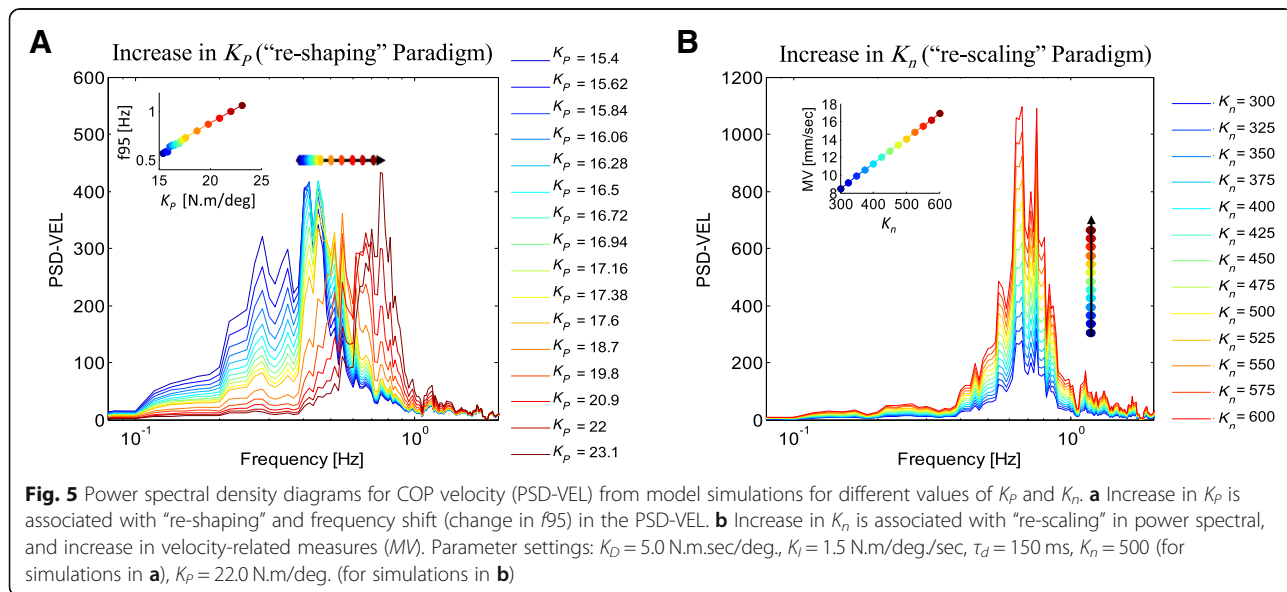 A
Increase in K_P ("re-shaping" Paradigm)
600
500
400
300
200
100
0
PSD-VEL
10^-1
10^0
Frequency [Hz]
f95 [Hz]
1
0.5
15
20
25
K_P [N.m/deg]
K_P = 15.4
K_P = 15.62
K_P = 15.84
K_P = 16.06
K_P = 16.28
K_P = 16.5
K_P = 16.72
K_P = 16.94
K_P = 17.16
K_P = 17.38
K_P = 17.6
K_P = 18.7
K_P = 19.8
K_P = 20.9
K_P = 22
K_P = 23.1
B
Increase in K_n ("re-scaling" Paradigm)
1200
1000
800
600
400
200
0
PSD-VEL
10^-1
10^0
Frequency [Hz]
MV [mm/sec]
18
16
14
12
10
8
300
400
500
600
K_n
K_n = 300
K_n = 325
K_n = 350
K_n = 375
K_n = 400
K_n = 425
K_n = 450
K_n = 475
K_n = 500
K_n = 525
K_n = 550
K_n = 575
K_n = 600
Fig. 5 Power spectral density diagrams for COP velocity (PSD-VEL) from model simulations for different values of K_P and K_n. a Increase in K_P is
associated with "re-shaping" and frequency shift (change in f95) in the PSD-VEL. b Increase in K_n is associated with "re-scaling" in power spectral,
and increase in velocity-related measures (MV). Parameter settings: K_D = 5.0 N.m.sec/deg., K_I = 1.5 N.m/deg./sec, τ_d = 150 ms, K_n = 500 (for
simulations in a), K_P = 22.0 N.m/deg. (for simulations in b)